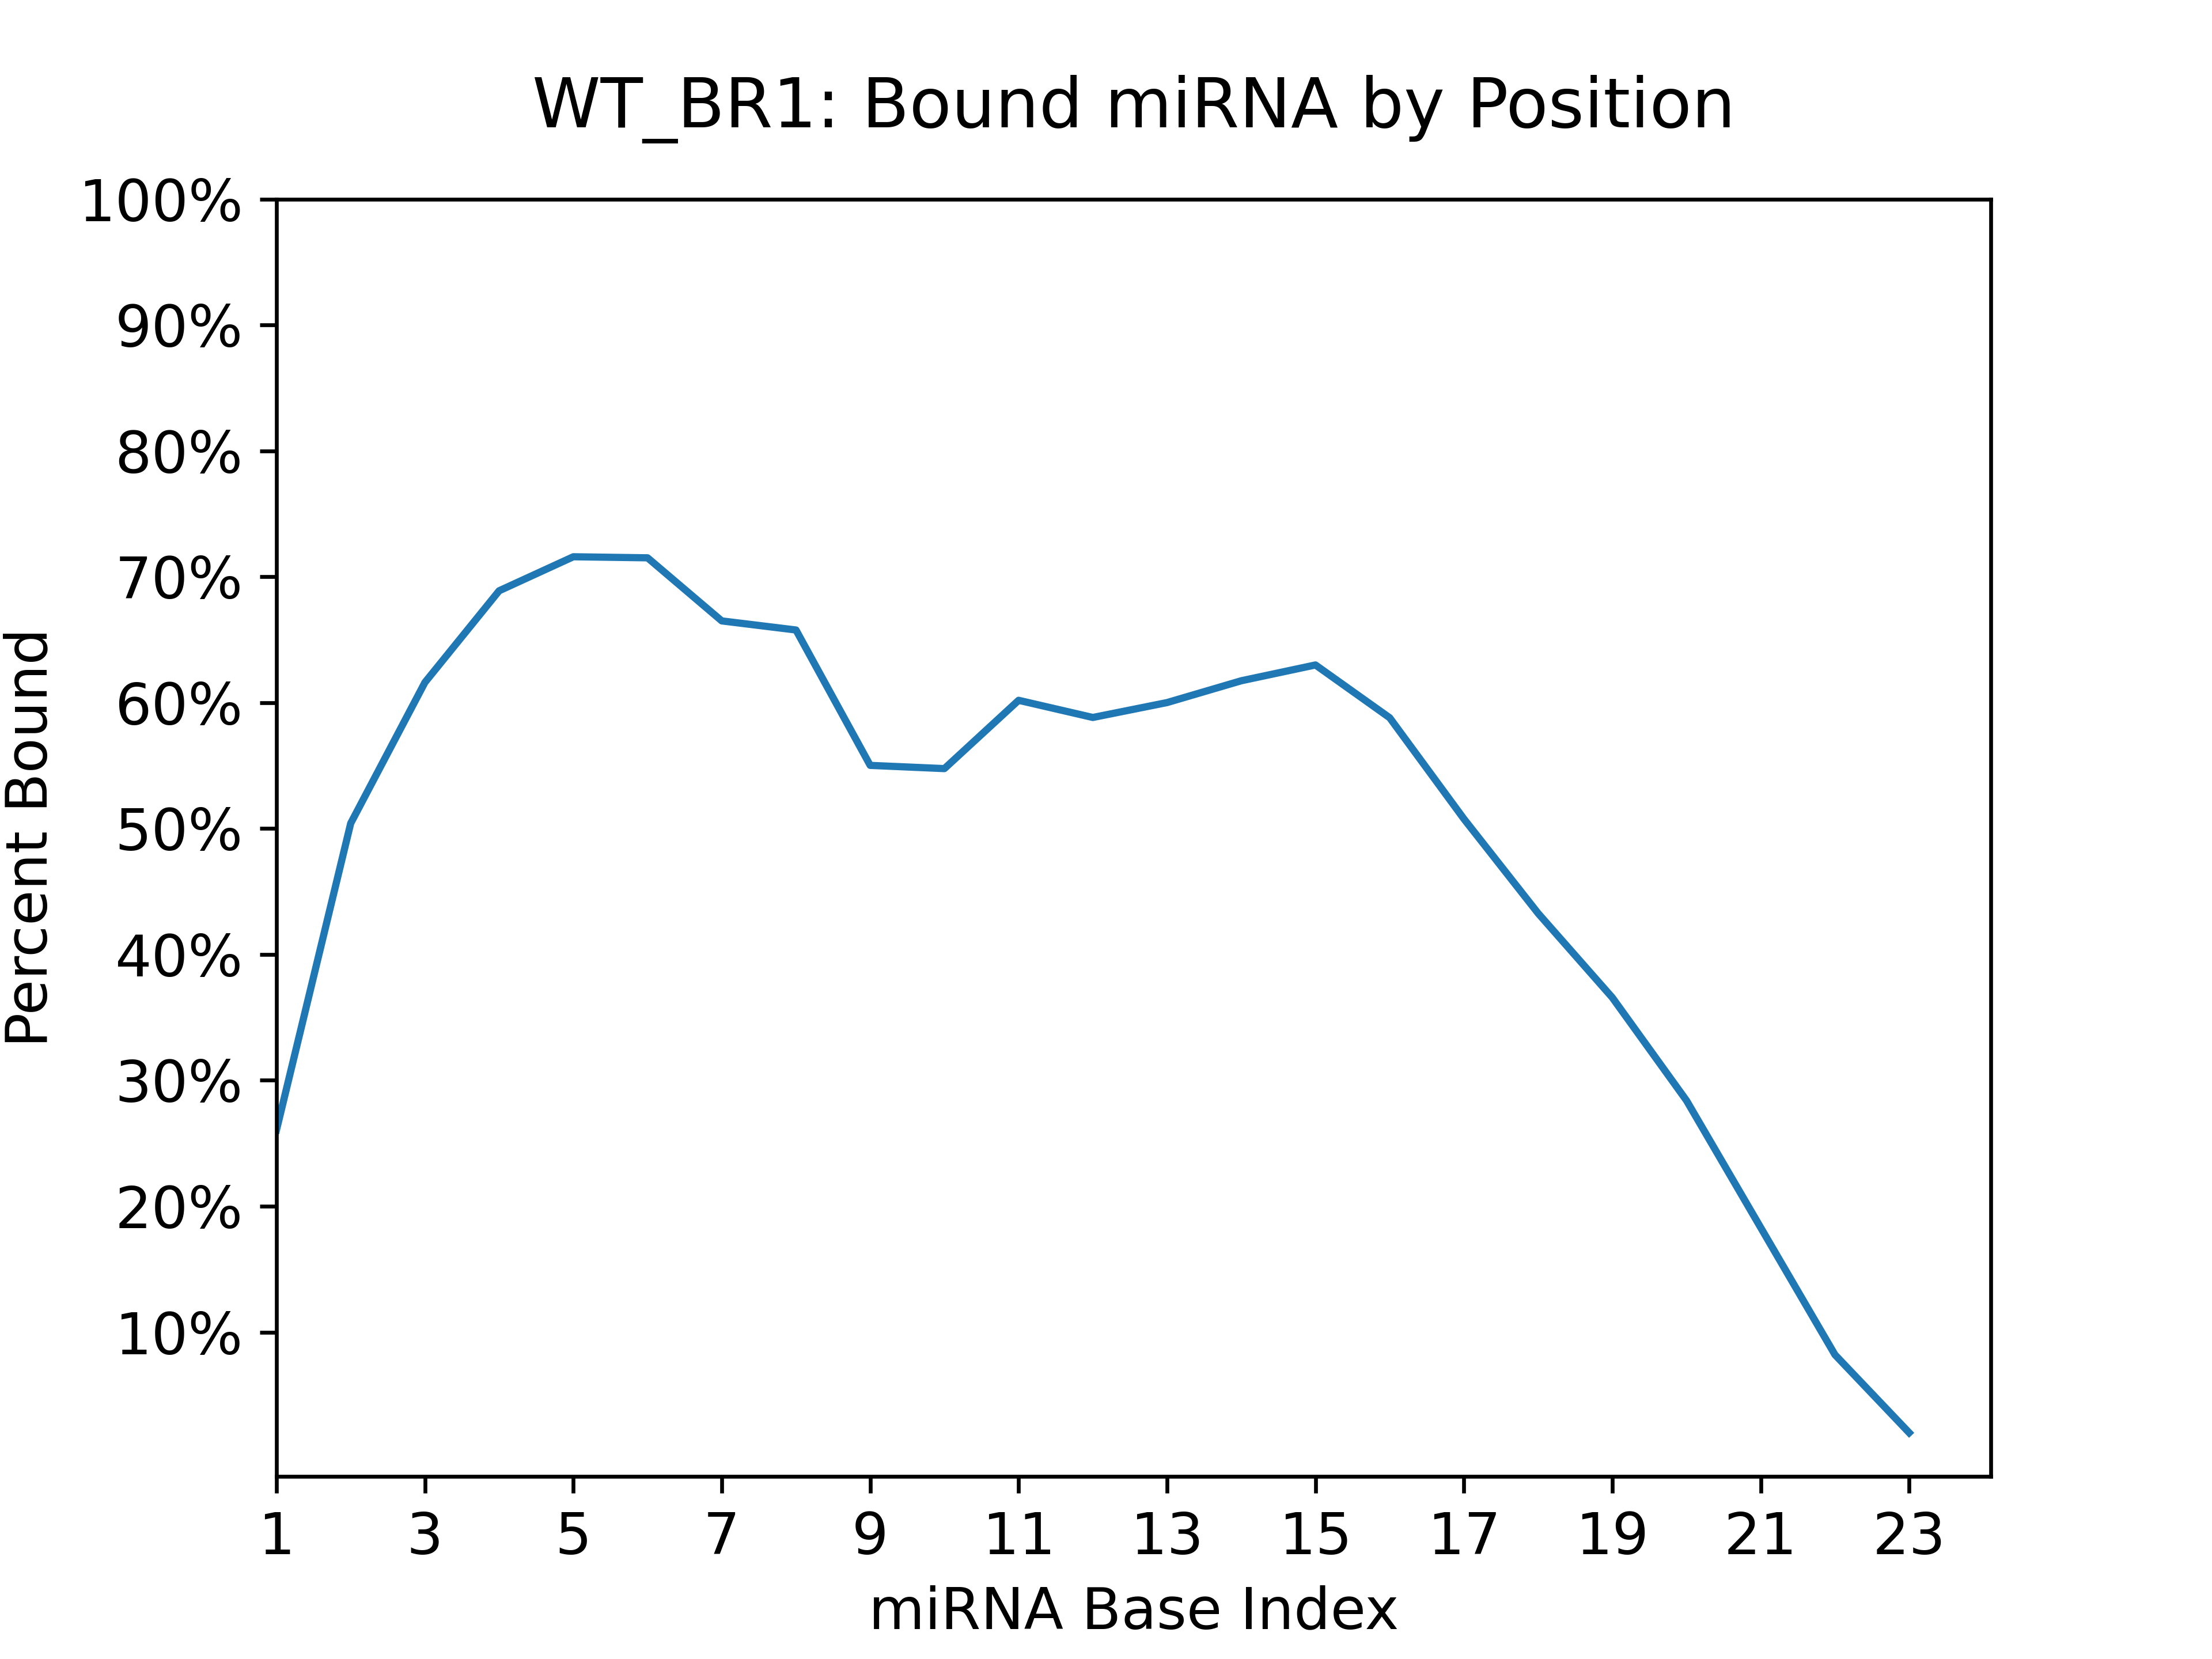 WT_BR1: Bound miRNA by Position
100%
90%
80%
70%
60%
50%
40%
30%
20%
10%
Percent Bound
1 3 5 7 9 11 13 15 17 19 21 23
miRNA Base Index